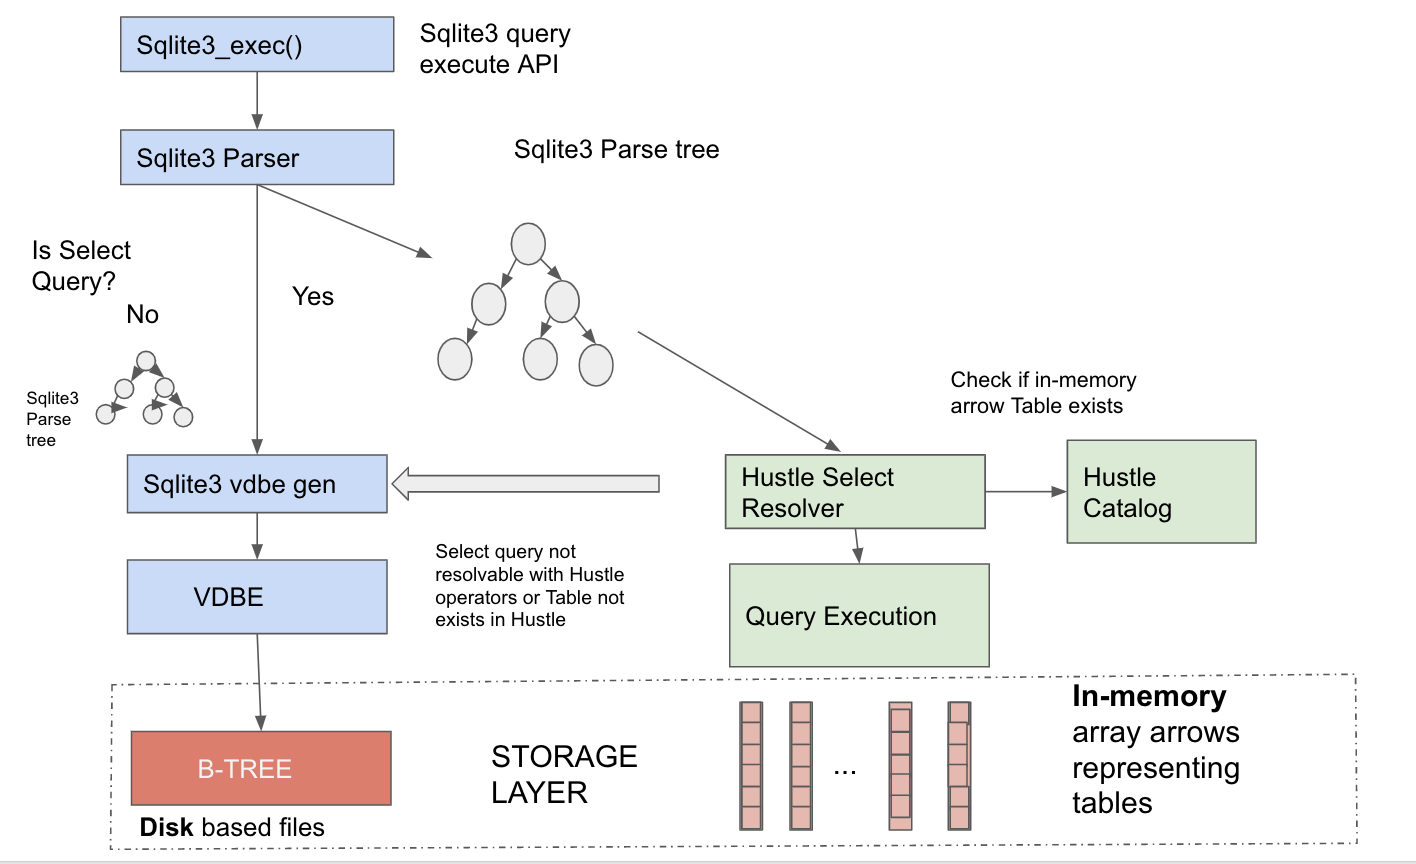 Sqlite3_exec()
Sqlite3 query
execute API
Sqlite3 Parser
Sqlite3 Parse tree
Is Select
Query?
No
Yes
Sqlite3
Parse
tree
Check if in-memory
arrow Table exists
Sqlite3 vdbe gen
Hustle Select
Resolver
Hustle
Catalog
Select query not
resolvable with Hustle
operators or Table not
exists in Hustle
VDBE
Query Execution
B-TREE
Disk based files
STORAGE
LAYER
...
In-memory
array arrows
representing
tables